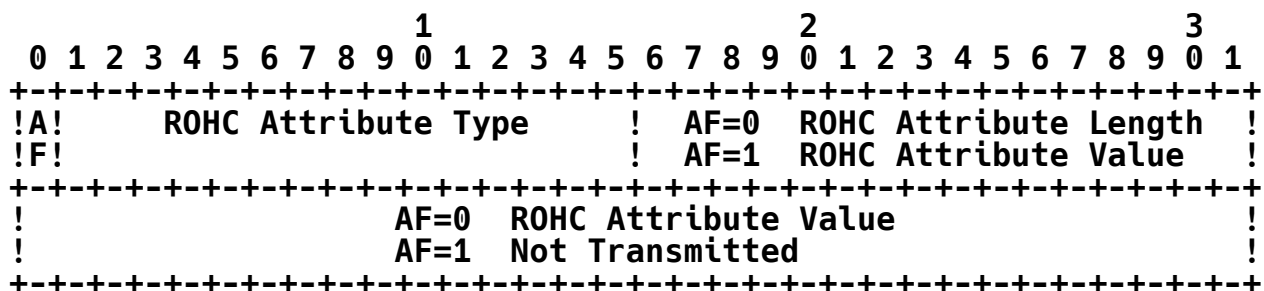 1                   2                   3
 0 1 2 3 4 5 6 7 8 9 0 1 2 3 4 5 6 7 8 9 0 1 2 3 4 5 6 7 8 9 0 1
+-+-+-+-+-+-+-+-+-+-+-+-+-+-+-+-+-+-+-+-+-+-+-+-+-+-+-+-+-+-+-+-+
!A!     ROHC Attribute Type     !  AF=0  ROHC Attribute Length  !
!F!                             !  AF=1  ROHC Attribute Value   !
+-+-+-+-+-+-+-+-+-+-+-+-+-+-+-+-+-+-+-+-+-+-+-+-+-+-+-+-+-+-+-+-+
!                   AF=0  ROHC Attribute Value                  !
!                   AF=1  Not Transmitted                       !
+-+-+-+-+-+-+-+-+-+-+-+-+-+-+-+-+-+-+-+-+-+-+-+-+-+-+-+-+-+-+-+-+